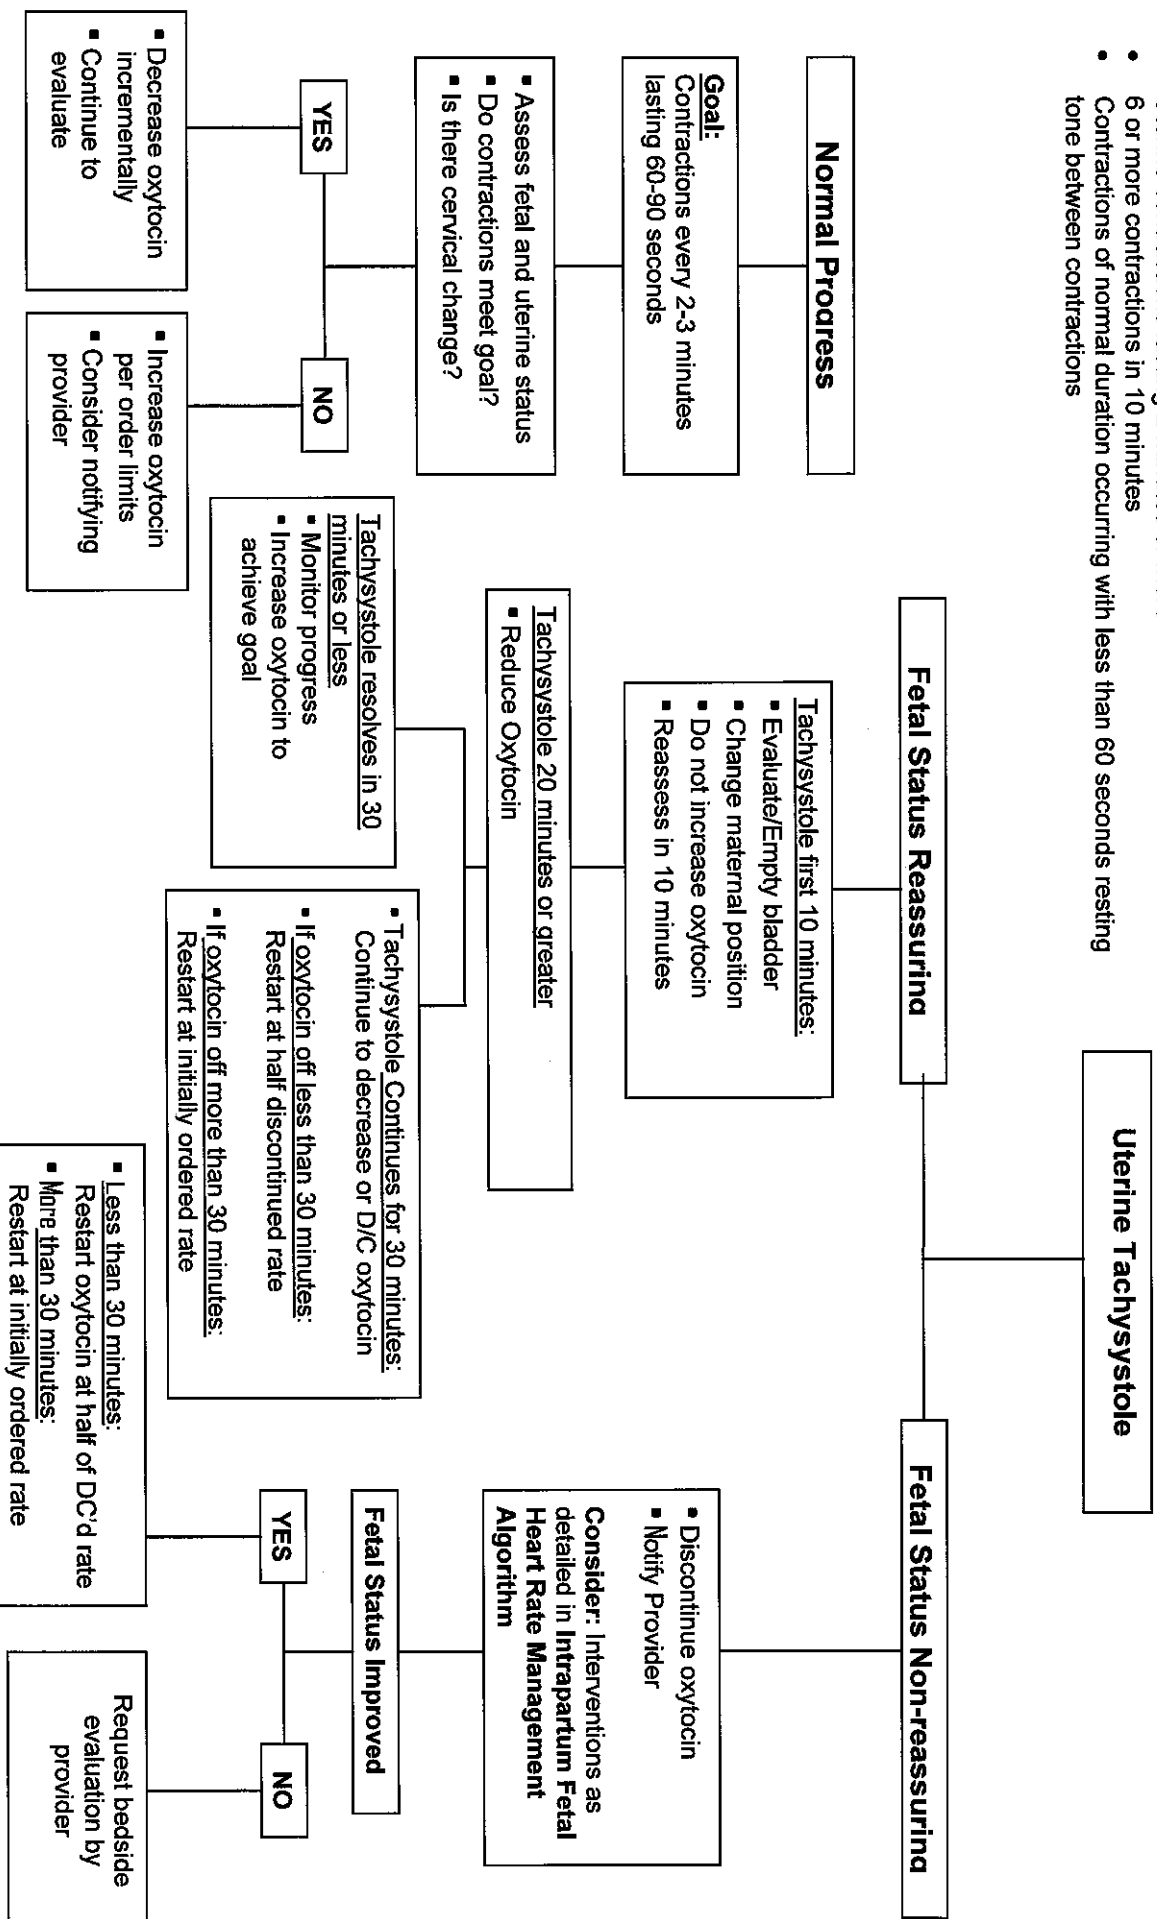 6 or more contractions in 10 minutes
Contractions of normal duration occurring with less than 60 seconds resting
tone between contractions
Uterine Tachysystole
Normal Progress
Goal:
Contractions every 2-3 minutes
lasting 60-90 seconds
Assess fetal and uterine status
Do contractions meet goal?
Is there cervical change?
YES
NO
Decrease oxytocin
incrementally
Continue to
evaluate
Increase oxytocin
per order limits
Consider notifying
provider
Fetal Status Reassuring
Tachysystole first 10 minutes:
Evaluate/Empty bladder
Change maternal position
Do not increase oxytocin
Reassess in 10 minutes
Tachysystole 20 minutes or greater
Reduce Oxytocin
Tachysystole resolves in 30
minutes or less
Monitor progress
Increase oxytocin to
achieve goal
Tachysystole Continues for 30 minutes:
Continue to decrease or D/C oxytocin
If oxytocin off less than 30 minutes:
Restart at half discontinued rate
If oxytocin off more than 30 minutes:
Restart at initially ordered rate
Fetal Status Non-reassuring
Discontinue oxytocin
Notify Provider
Consider: Interventions as
detailed in Intrapartum Fetal
Heart Rate Management
Algorithm
Fetal Status Improved
YES
NO
Less than 30 minutes:
Restart oxytocin at half of DC'd rate
More than 30 minutes:
Restart at initially ordered rate
Request bedside
evaluation by
provider